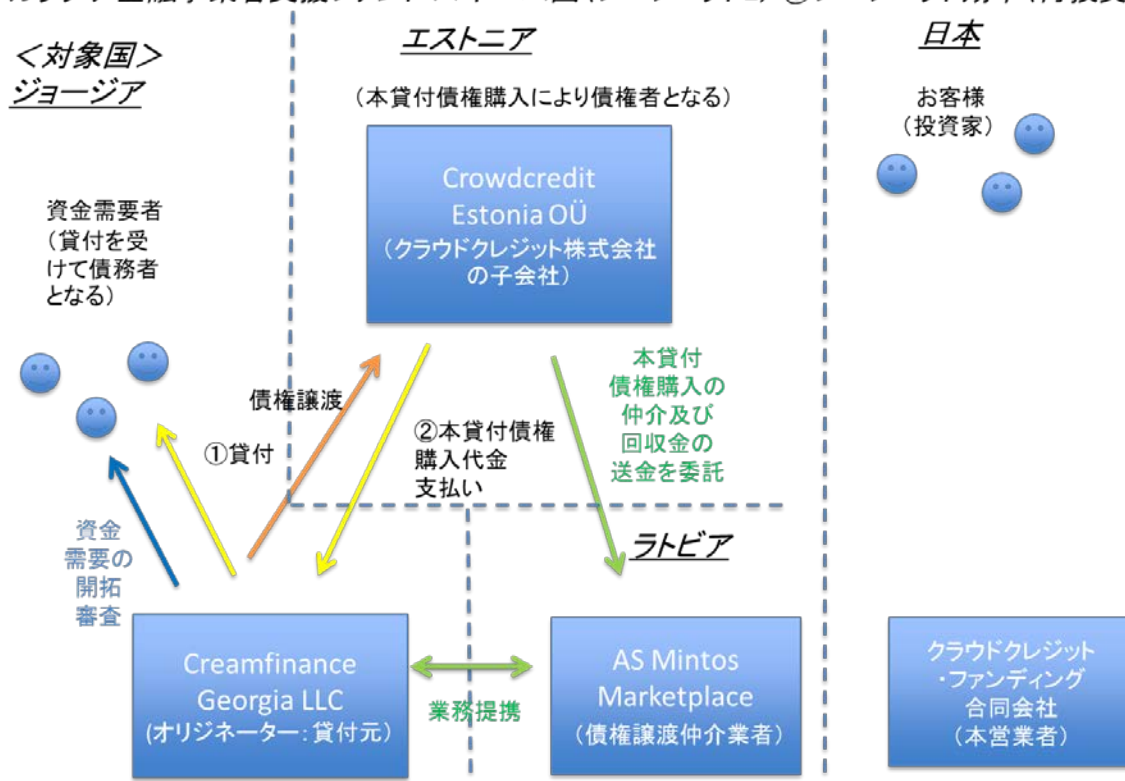 エストニア
日本
<対象国>
ジョージア
(本貸付債権購入により債権者となる)
お客様
(投資家)
Crowdcredit
Estonia OÜ
(クラウドクレジット株式会社
の子会社)
資金需要者
(貸付を受
けて債務者
となる)
債権譲渡
①貸付
②本貸付債権
購入代金
支払い
本貸付
債権購入の
仲介及び
回収金の
送金を委託
資金
需要の
開拓
審査
ラトビア
Creamfinance
Georgia LLC
(オリジネーター:貸付元)
業務提携
AS Mintos
Marketplace
(債権譲渡仲介業者)
クラウドクレジット
・ファンディング
合同会社
(本営業者)